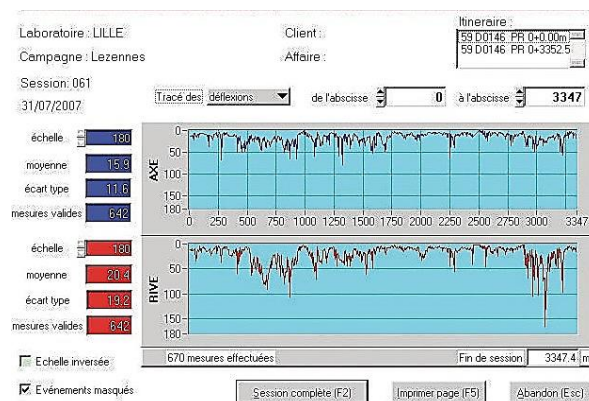 Laboratoire : LILLE Client : Itineraire :
59 D0146 PR 0+0.00m
Campagne : Lezennes Affaire : 59 D0146 PR 0+3352.5
Session: 061
31/07/2007
Tracé des déflexions de l'abscisse 0 à l'abscisse 3347
échelle 180
moyenne 15.9
écart type 11.6
mesures valides 642
AXE
0
50
100
150
180
0 250 500 750 1000 1250 1500 1750 2000 2250 2500 2750 3000 3347
échelle 180
moyenne 20.4
écart type 19.2
mesures valides 642
RIVE
0
50
100
150
180
Echelle inversée 670 mesures effectuées Fin de session 3347.4 m
Evénements masqués Session complète (F2) Imprimer page (F5) Abandon (Esc)